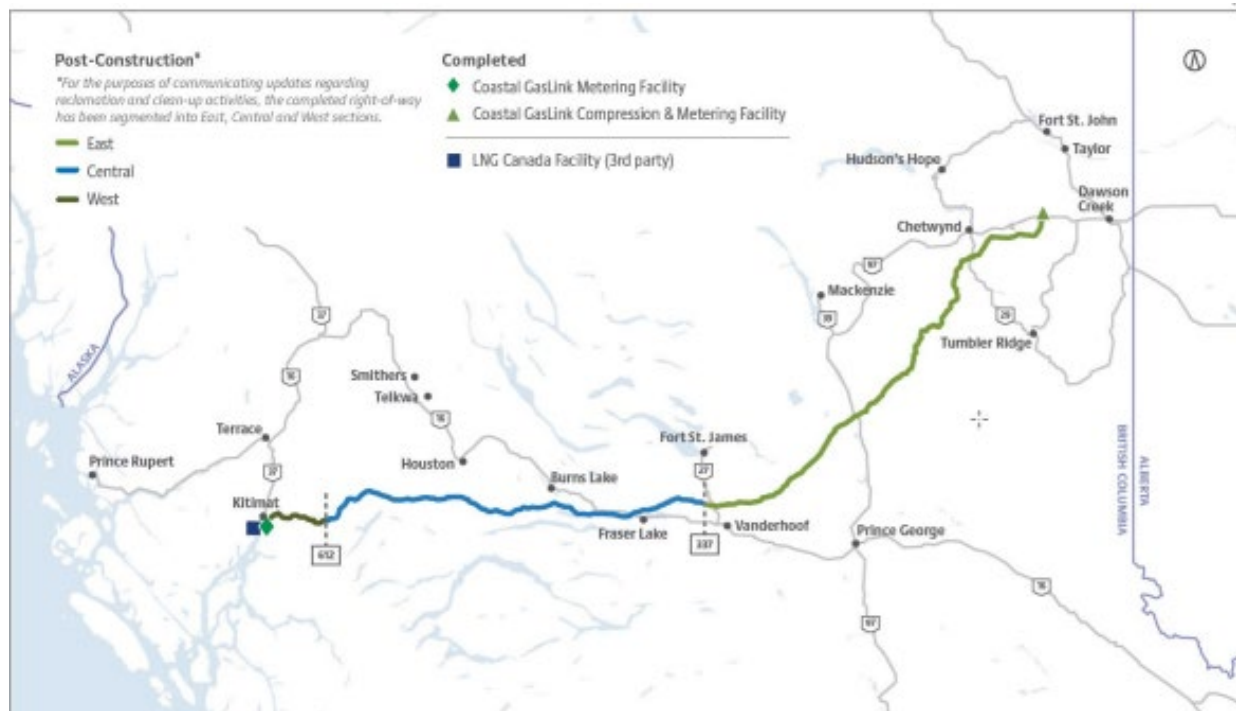 Post-Construction*
*For the purposes of communicating updates regarding
reclamation and clean-up activities, the completed right-of-way
has been segmented into East, Central and West sections.
East
Central
West
Completed
Coastal GasLink Metering Facility
Coastal GasLink Compression & Metering Facility
LNG Canada Facility (3rd party)
Fort St. John
Taylor
Hudson's Hope
Dawson
Creek
Chetwynd
97
Mackenzie
39
29
Tumbler Ridge
ALASKA
37
16
Smithers
Telkwa
16
Terrace
Prince Rupert
37
Houston
Fort St. James
27
Burns Lake
BRITISH COLUMBIA
ALBERTA
Kitimat
612
Fraser Lake
337
Vanderhoof
Prince George
16
97